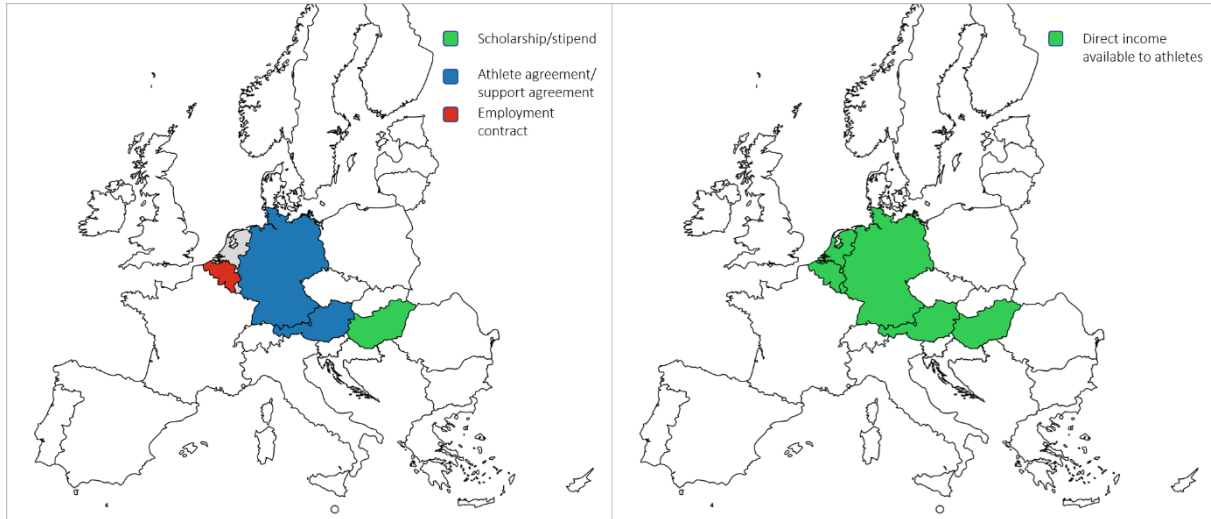 Scholarship/stipend
Athlete agreement/
support agreement
Employment
contract
Direct income
available to athletes